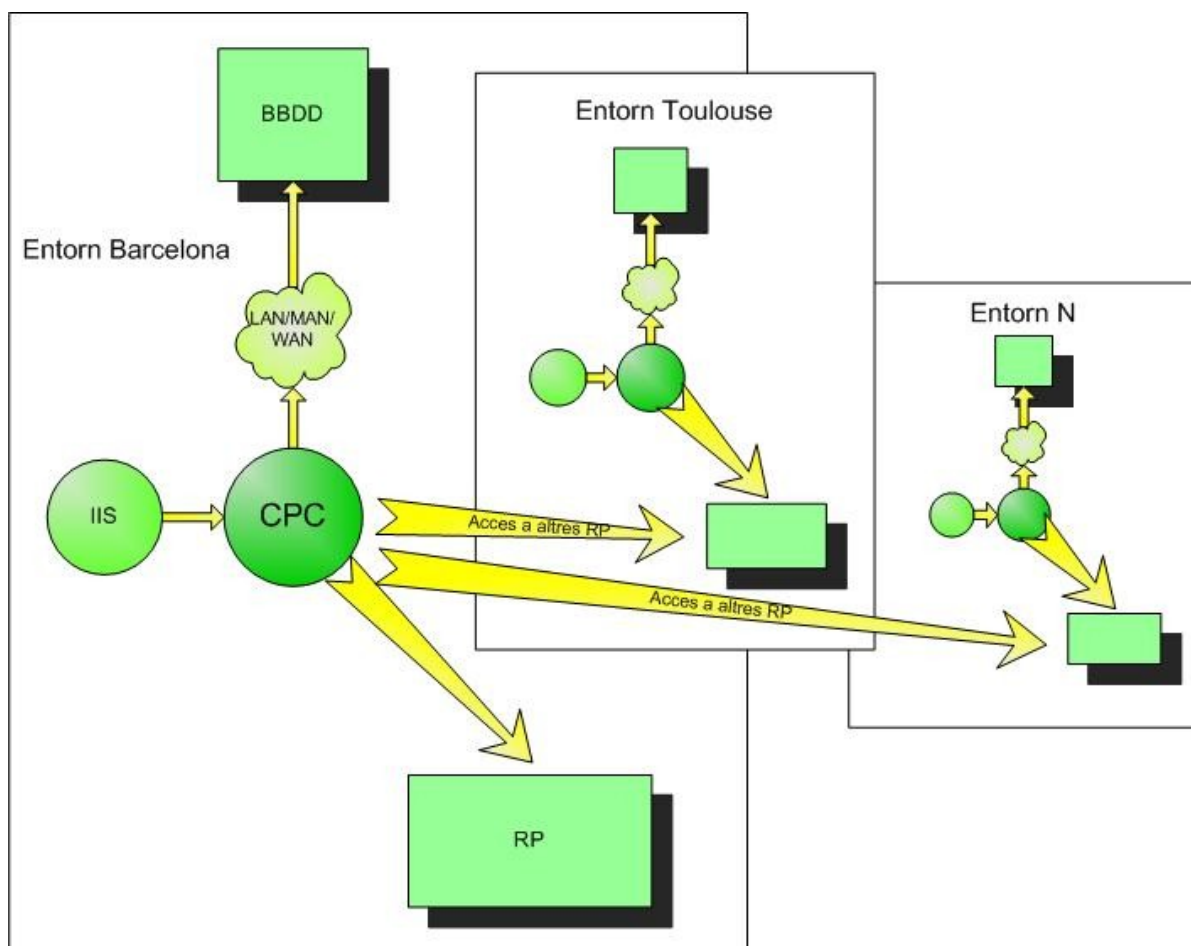 BBDD
Entorn Toulouse
Entorn Barcelona
LAN/MAN/
WAN
Entorn N
IIS
CPC
Acces a altres RP
Acces a altres RP
RP